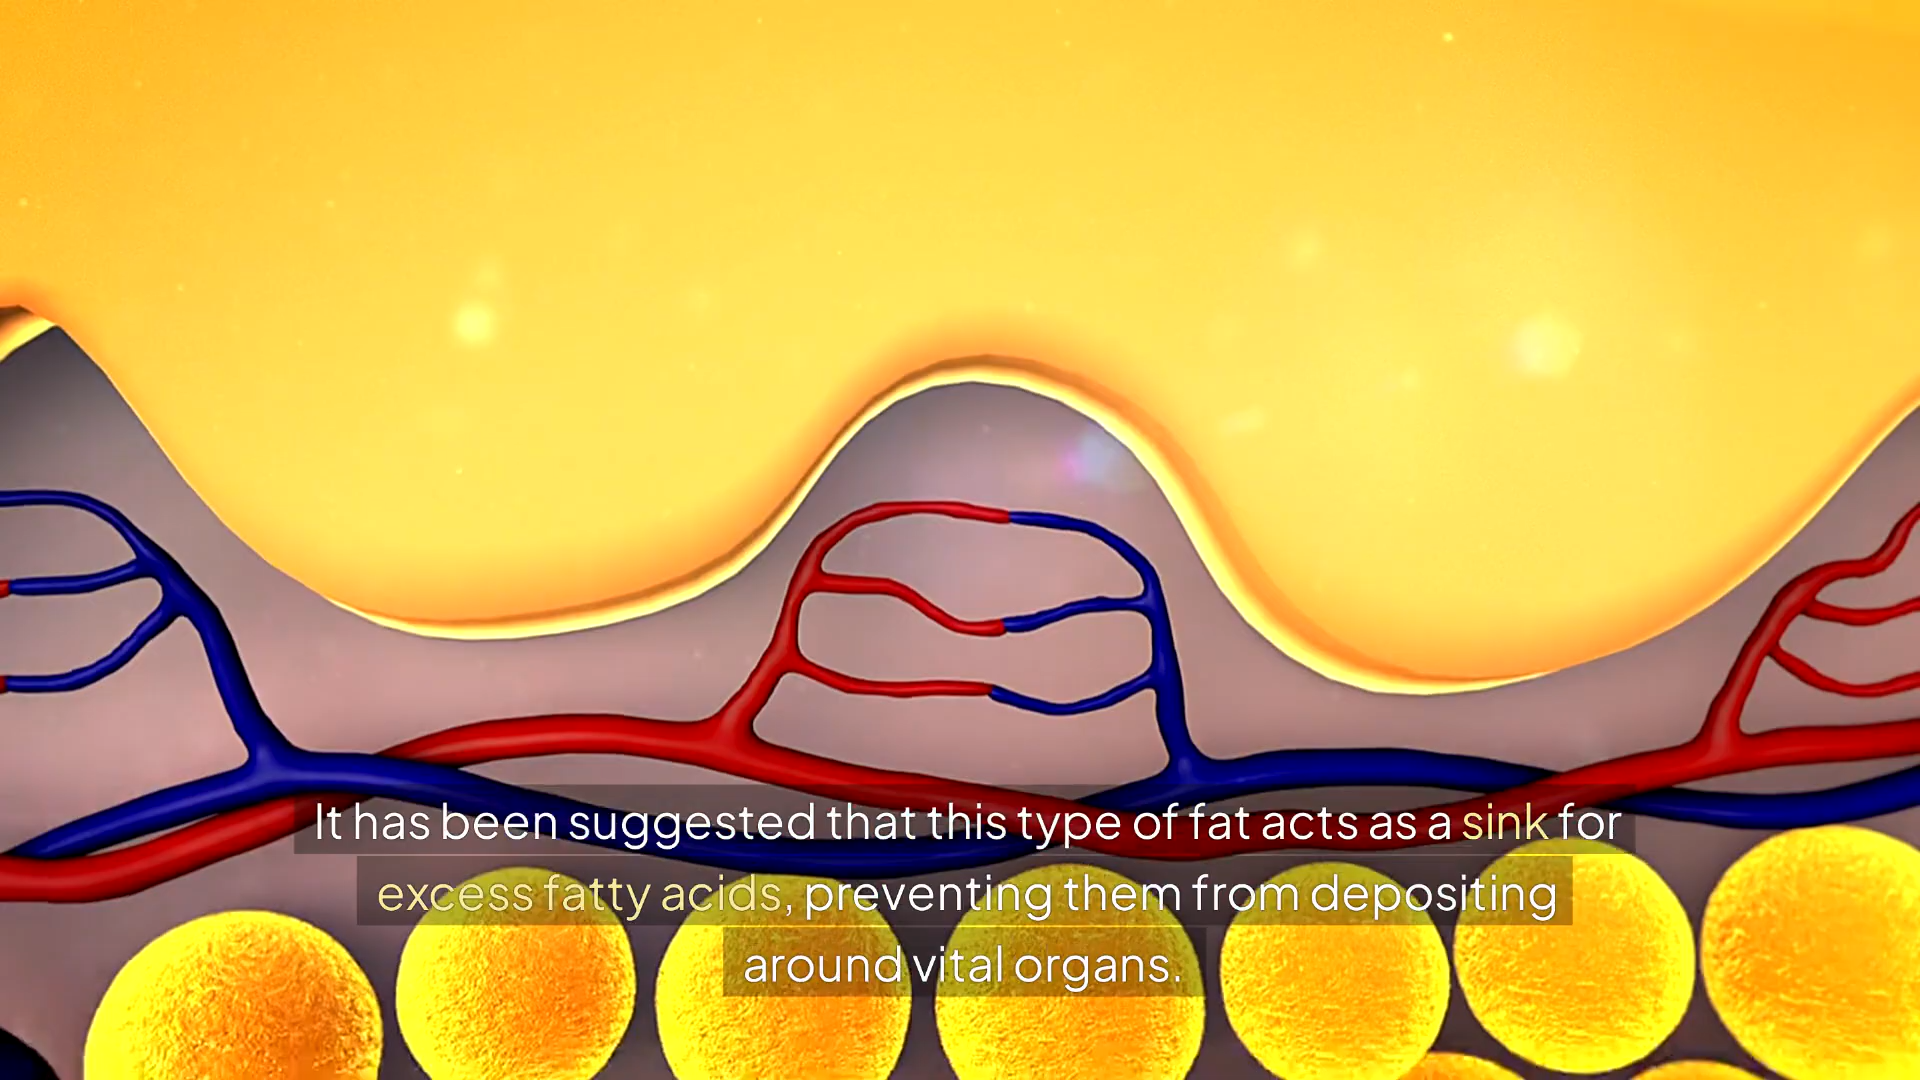 It has been suggested that this type of fat acts as a sink for
excess fatty acids, preventing them from depositing
around vital organs.